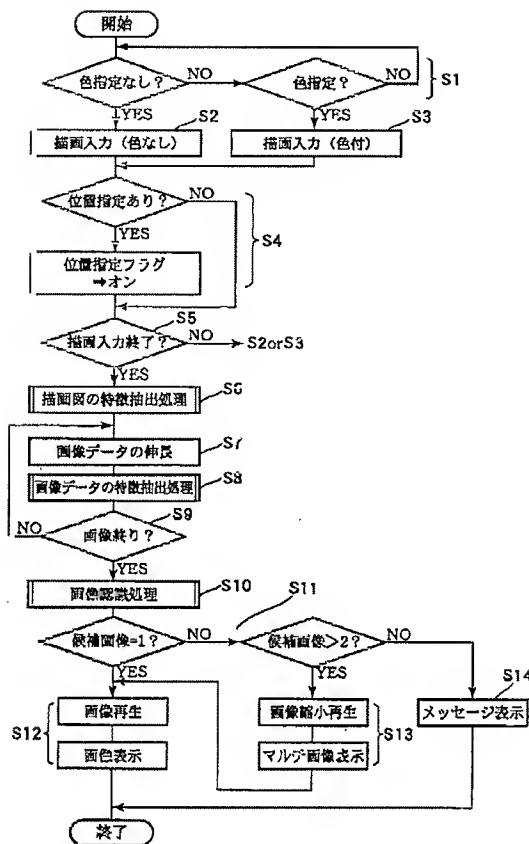 開始
色指定なし?
NO
色指定?
NO
S1
YES
S2
YES
S3
描画入力（色なし）
描画入力（色付）
位置指定あり?
NO
YES
S4
位置指定フラグ
→オン
S5
描画入力終了?
NO
S2orS3
YES
描画図の特徴抽出処理
S6
画像データの伸長
S7
画像データの特徴抽出処理
S8
NO
画像終り?
S9
YES
画像認識処理
S10
S11
候補画像=1?
NO
候補画像>2?
NO
YES
YES
S14
S12
画像再生
画像縮小再生
S13
メッセージ表示
画色表示
マルチ画像表示
終了